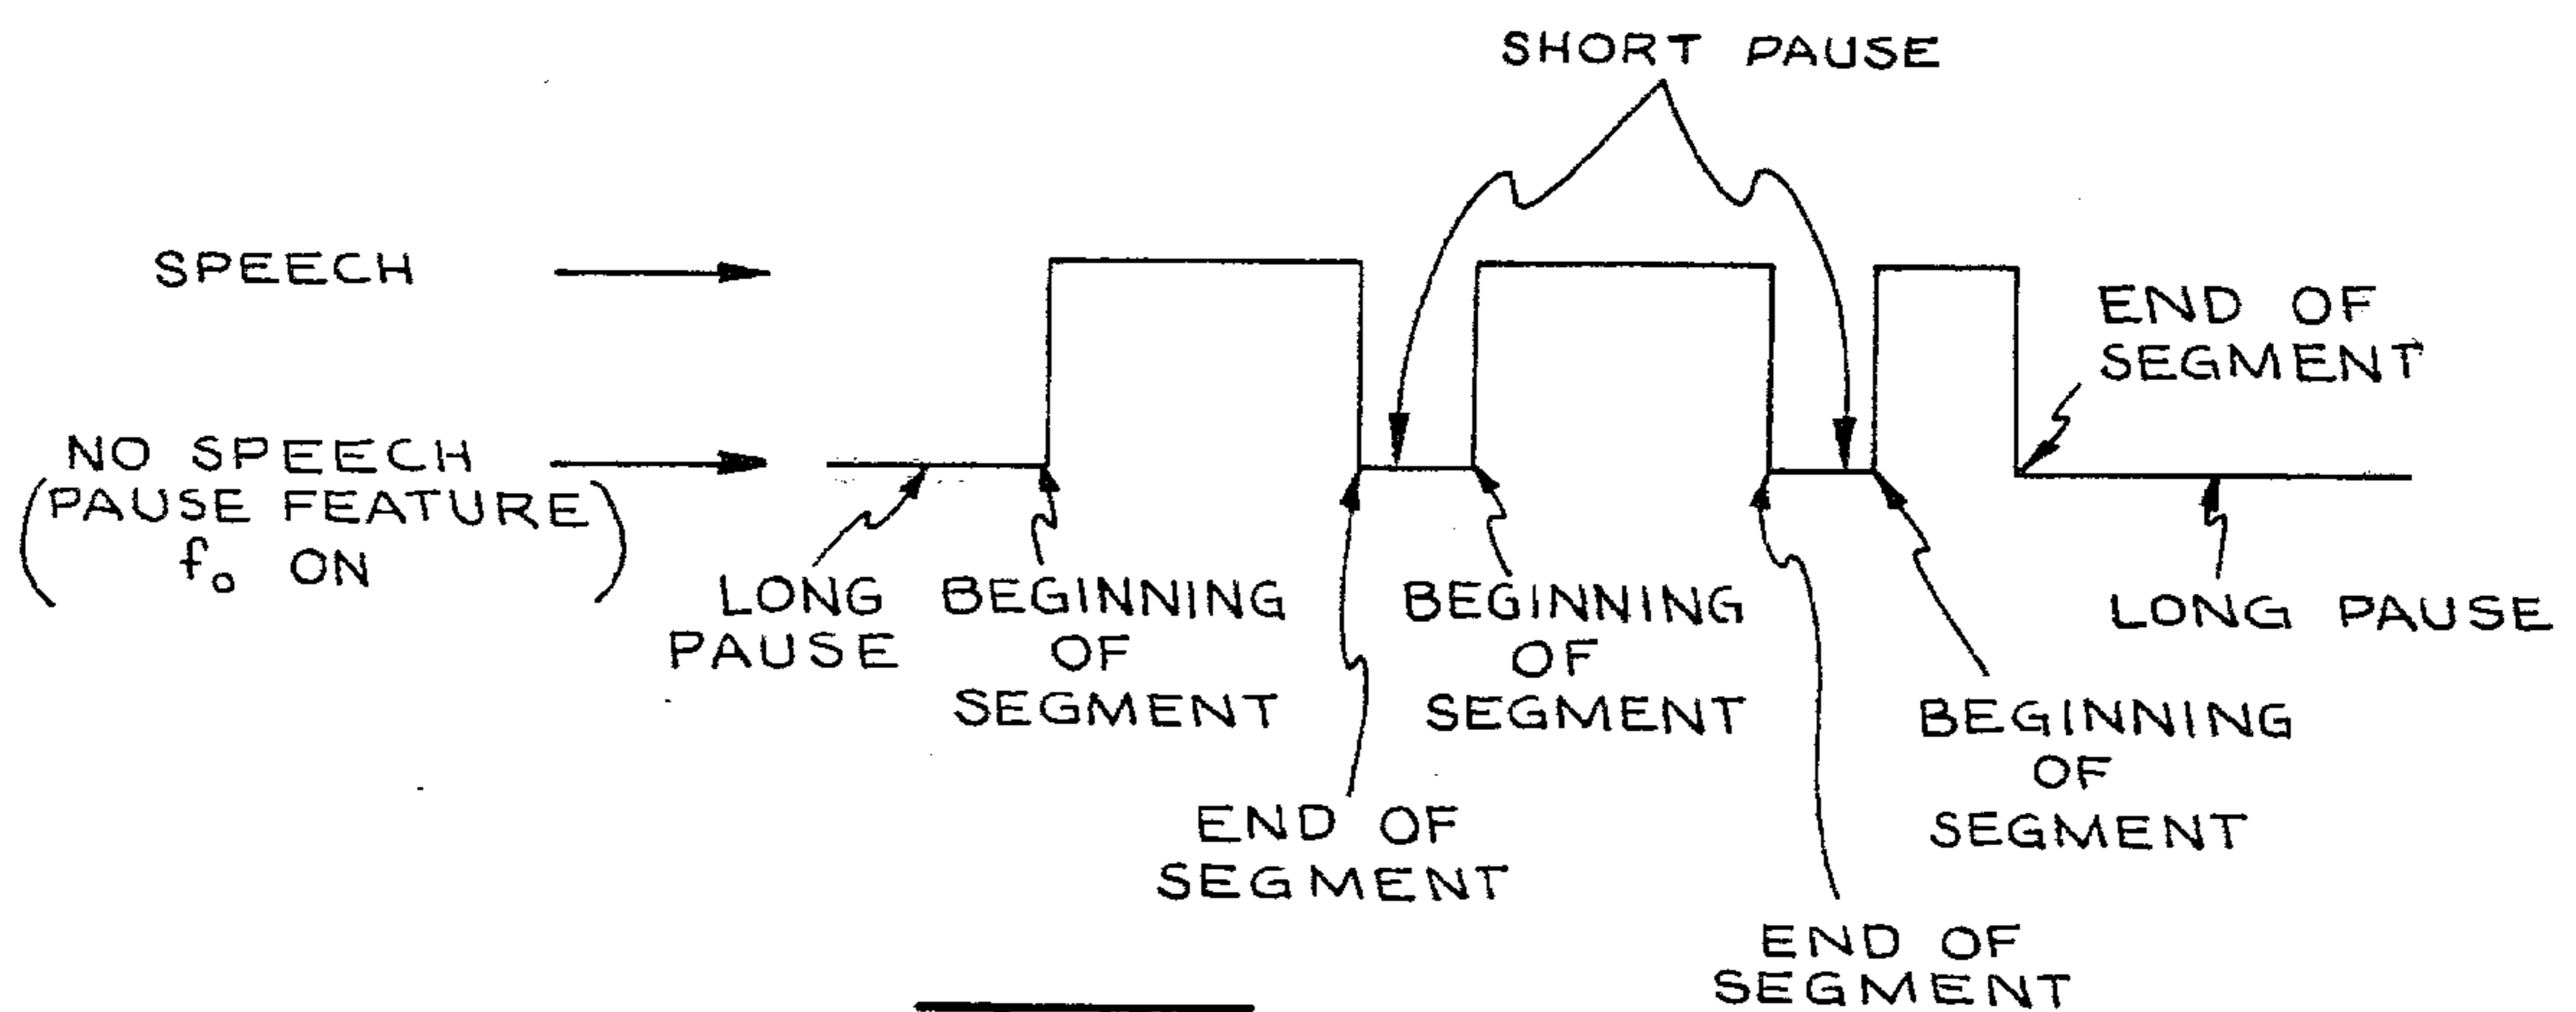 SHORT PAUSE
SPEECH
END OF
SEGMENT
NO SPEECH
(PAUSE FEATURE)
f₀ ON
LONG
PAUSE
BEGINNING
OF
SEGMENT
BEGINNING
OF
SEGMENT
LONG PAUSE
BEGINNING
OF
SEGMENT
END OF
SEGMENT
END OF
SEGMENT